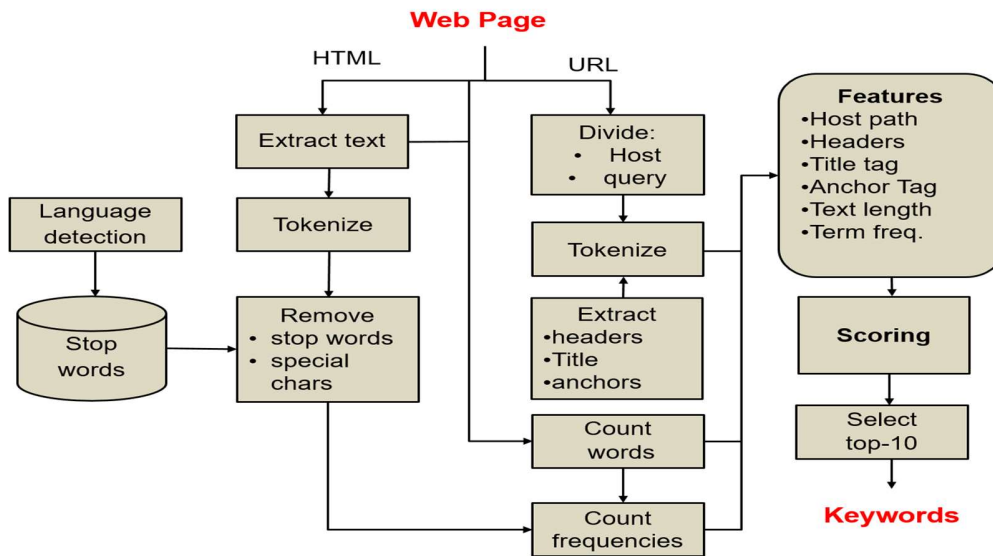 Web Page
HTML
URL
Extract text
Tokenize
Language
detection
Stop
words
Remove
• stop words
• special
chars
Divide:
• Host
• query
Tokenize
Extract
•headers
•Title
•anchors
Count
words
Count
frequencies
Features
•Host path
•Headers
•Title tag
•Anchor Tag
•Text length
•Term freq.
Scoring
Select
top-10
Keywords